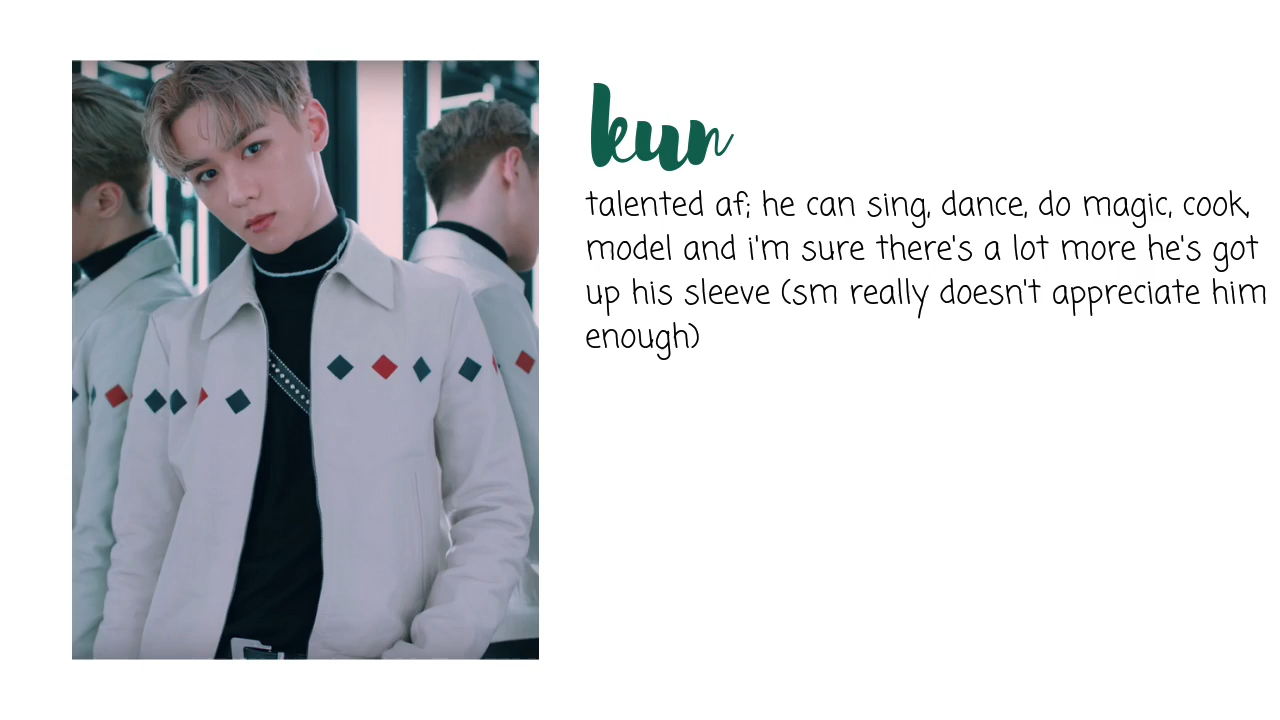 kun
talented af; he can sing, dance, do magic, cook,
model and i'm sure there's a lot more he's got
up his sleeve (sm really doesn't appreciate him
enough)